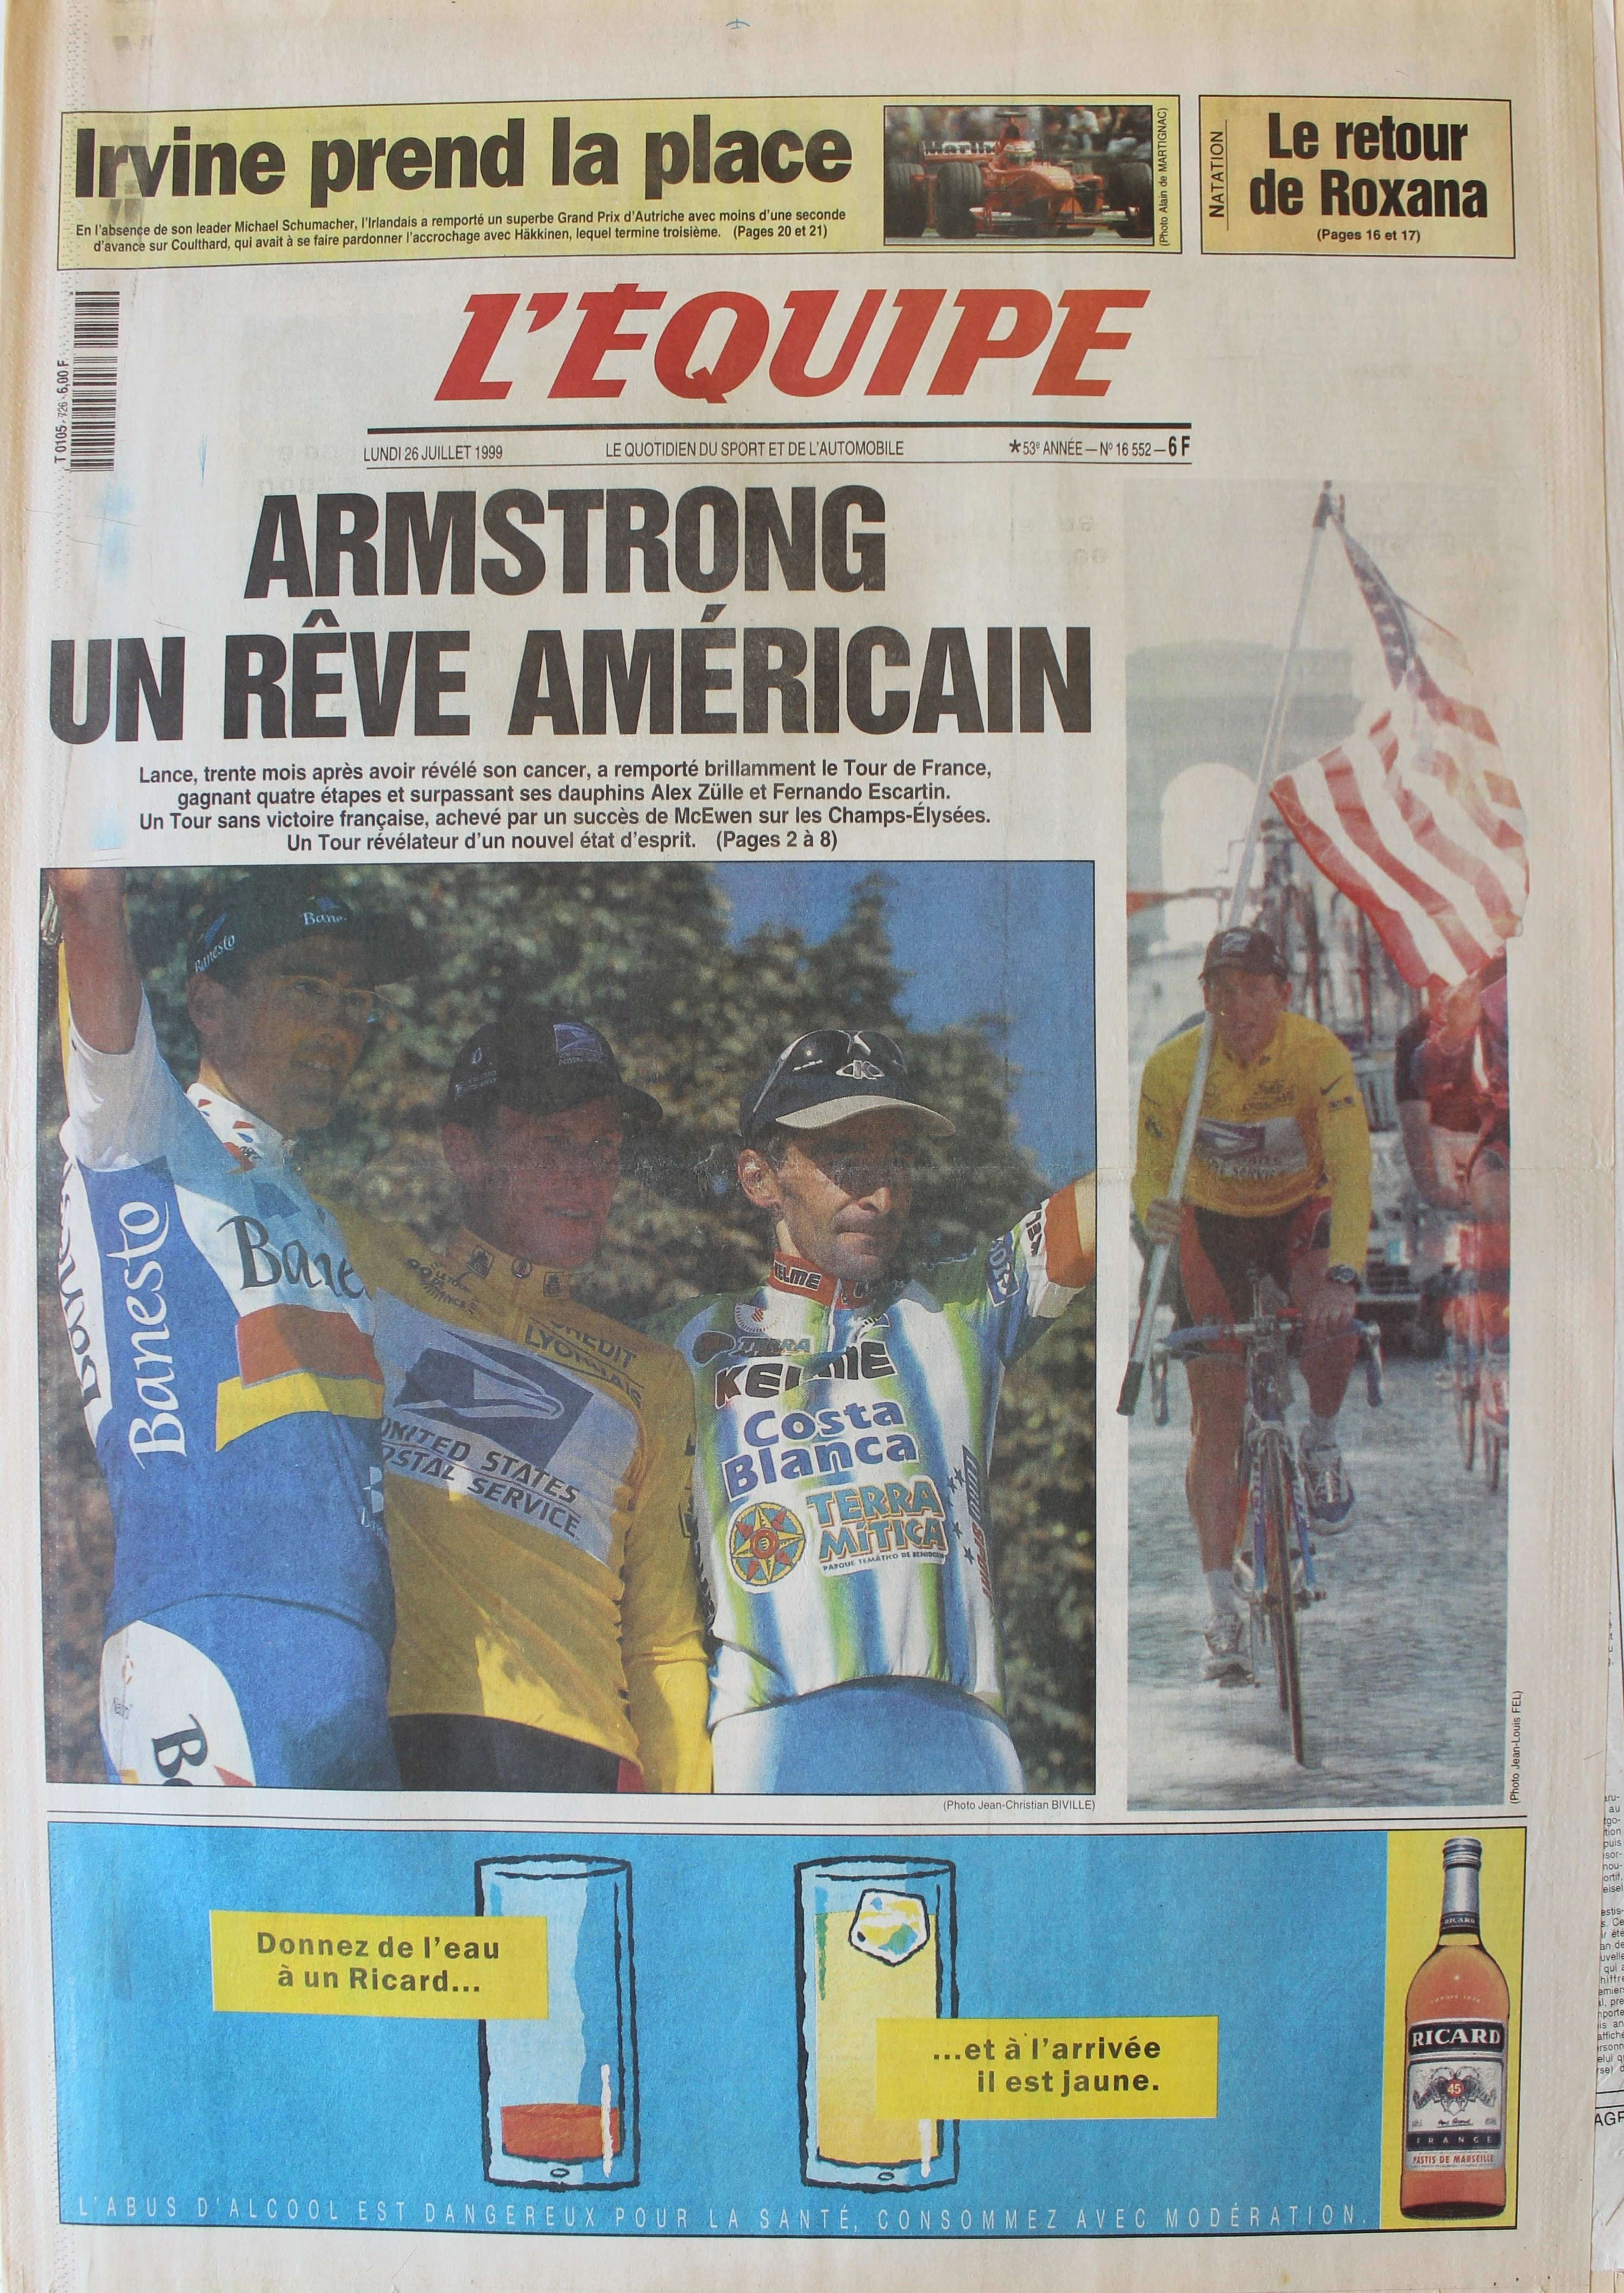 Irvine prend la place
En l'absence de son leader Michael Schumacher, l'Irlandais a remporté un superbe Grand Prix d'Autriche avec moins d'une seconde
d'avance sur Coulthard, qui avait à se faire pardonner l'accrochage avec Häkkinen, lequel termine troisième. (Pages 20 et 21)
(Photo Alain de MARTIGNAC)
NATATION
Le retour
de Roxana
(Pages 16 et 17)
T 0105 - 726 - 6,00 F
L'ÉQUIPE
LUNDI 26 JUILLET 1999 LE QUOTIDIEN DU SPORT ET DE L'AUTOMOBILE *53e ANNÉE — N° 16 552 — 6 F
ARMSTRONG
UN RÊVE AMÉRICAIN
Lance, trente mois après avoir révélé son cancer, a remporté brillamment le Tour de France,
gagnant quatre étapes et surpassant ses dauphins Alex Zülle et Fernando Escartin.
Un Tour sans victoire française, achevé par un succès de McEwen sur les Champs-Élysées.
Un Tour révélateur d'un nouvel état d'esprit. (Pages 2 à 8)
Banesto
Bane
Banesto
Bane
CREDIT
LYONNAIS
UNITED STATES
POSTAL SERVICE
KELME
TERRA
KELME
Costa
Blanca
TERRA
MÍTICA
PARQUE TEMÁTICO DE BENIDORM
(Photo Jean-Christian BIVILLE)
(Photo Jean-Louis FEL)
Donnez de l'eau
à un Ricard...
...et à l'arrivée
il est jaune.
RICARD
RICARD
45
FRANCE
PASTIS DE MARSEILLE
L'ABUS D'ALCOOL EST DANGEREUX POUR LA SANTÉ, CONSOMMEZ AVEC MODÉRATION.